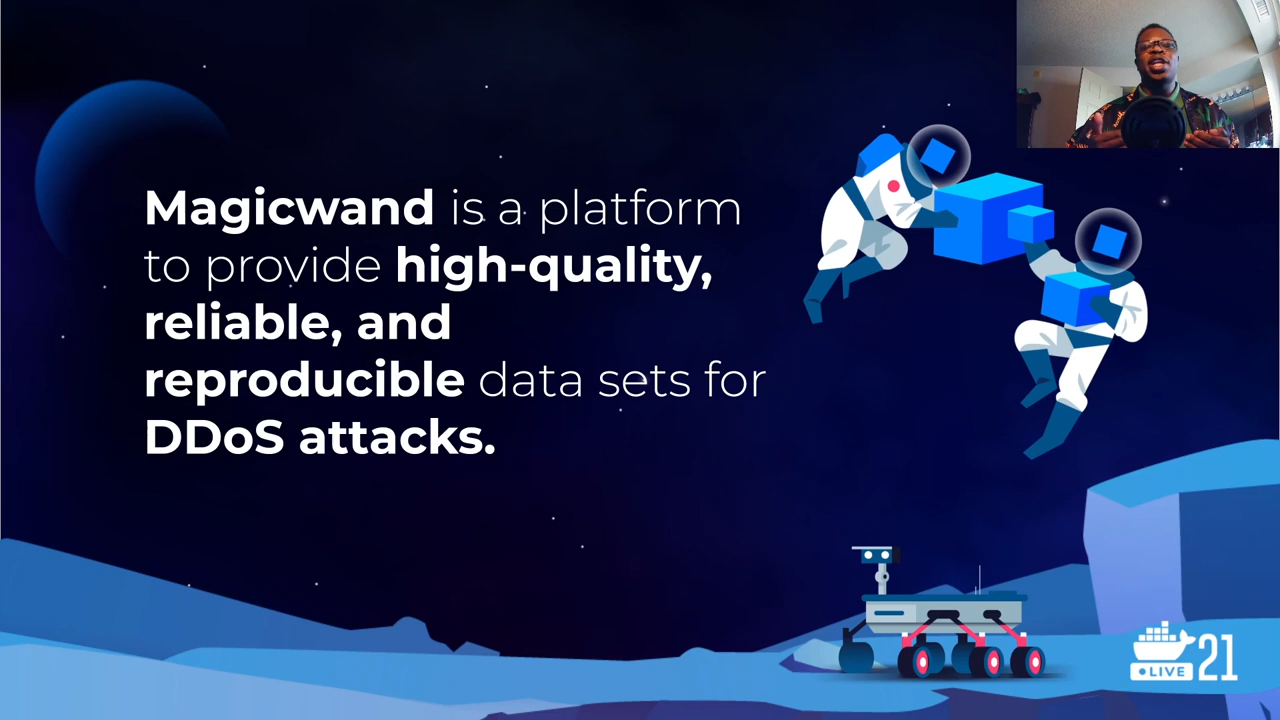 Magicwand is a platform
to provide high-quality,
reliable, and
reproducible data sets for
DDoS attacks.
LIVE 21